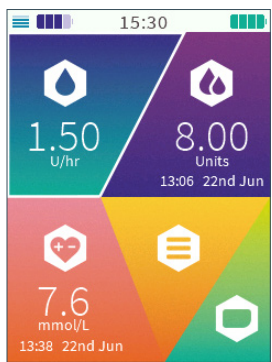 15:30
1.50
U/hr
8.00
Units
13:06 22nd Jun
7.6
mmol/L
13:38 22nd Jun